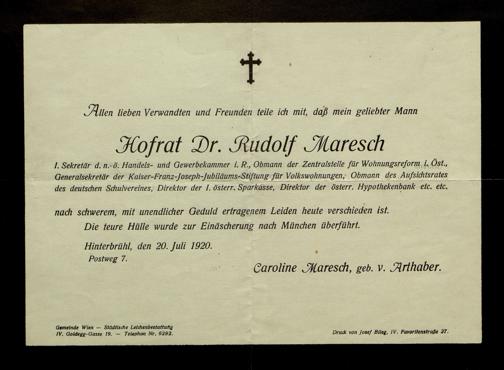 Allen lieben Verwandten und Freunden teile ich mit, daß mein geliebter Mann
Hofrat Dr. Rudolf Maresch
I. Sekretär d. n.-ö. Handels- und Gewerbekammer i. R., Obmann der Zentralstelle für Wohnungsreform i. Öst.,
Generalsekretär der Kaiser-Franz-Joseph-Jubiläums-Stiftung für Volkswohnungen, Obmann des Aufsichtsrates
des deutschen Schulvereines, Direktor der I. österr. Sparkasse, Direktor der österr. Hypothekenbank etc. etc.
nach schwerem, mit unendlicher Geduld ertragenem Leiden heute verschieden ist.
Die teure Hülle wurde zur Einäscherung nach München überführt.
Hinterbrühl, den 20. Juli 1920.
Postweg 7.
Caroline Maresch, geb. v. Arthaber.
Gemeinde Wien — Städtische Leichenbestattung
IV. Goldegg-Gasse 19. — Telephon Nr. 6292.
Druck von Josef Bileg, IV. Favoritenstraße 27.